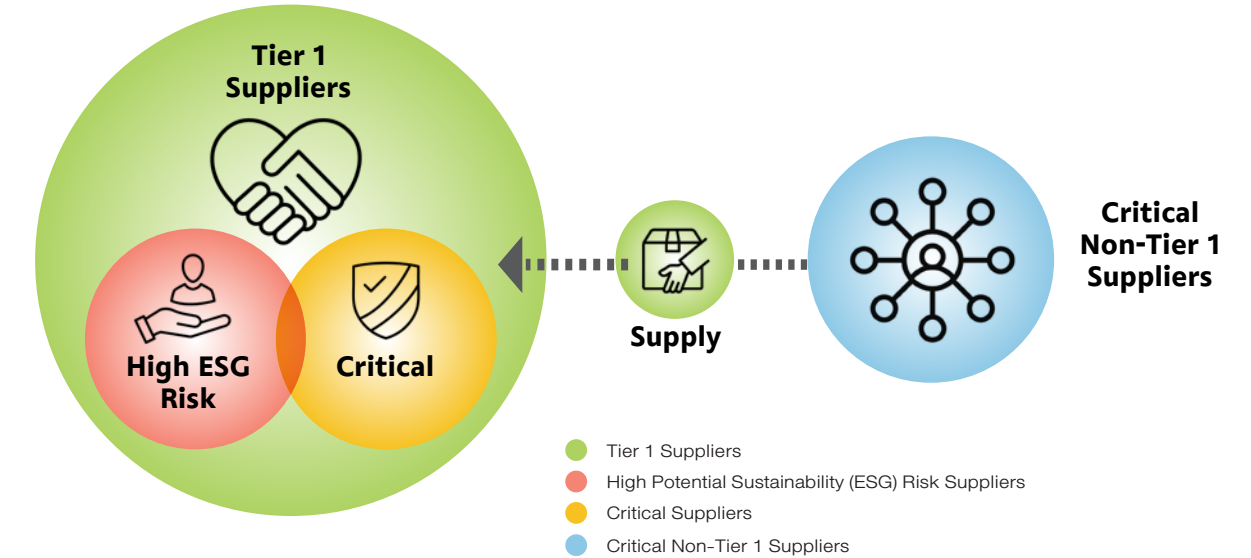 Tier 1
Suppliers
High ESG
Risk
Critical
Supply
Critical
Non-Tier 1
Suppliers
Tier 1 Suppliers
High Potential Sustainability (ESG) Risk Suppliers
Critical Suppliers
Critical Non-Tier 1 Suppliers